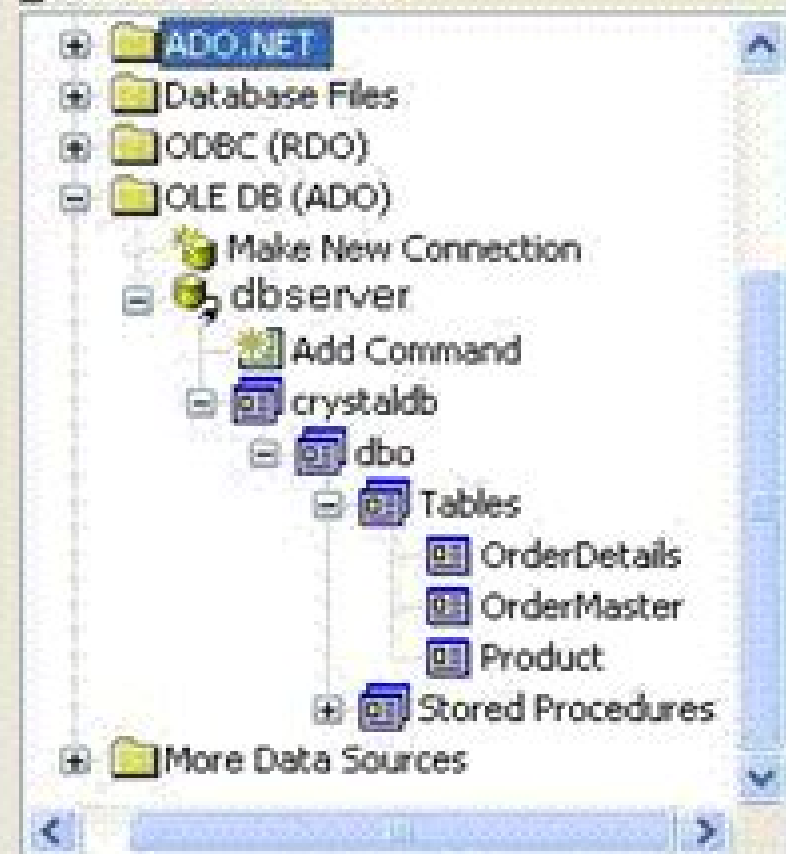 ADO.NET
Database Files
ODBC (RDO)
OLE DB (ADO)
Make New Connection
dbserver
Add Command
crystaldb
dbo
Tables
OrderDetails
OrderMaster
Product
Stored Procedures
More Data Sources